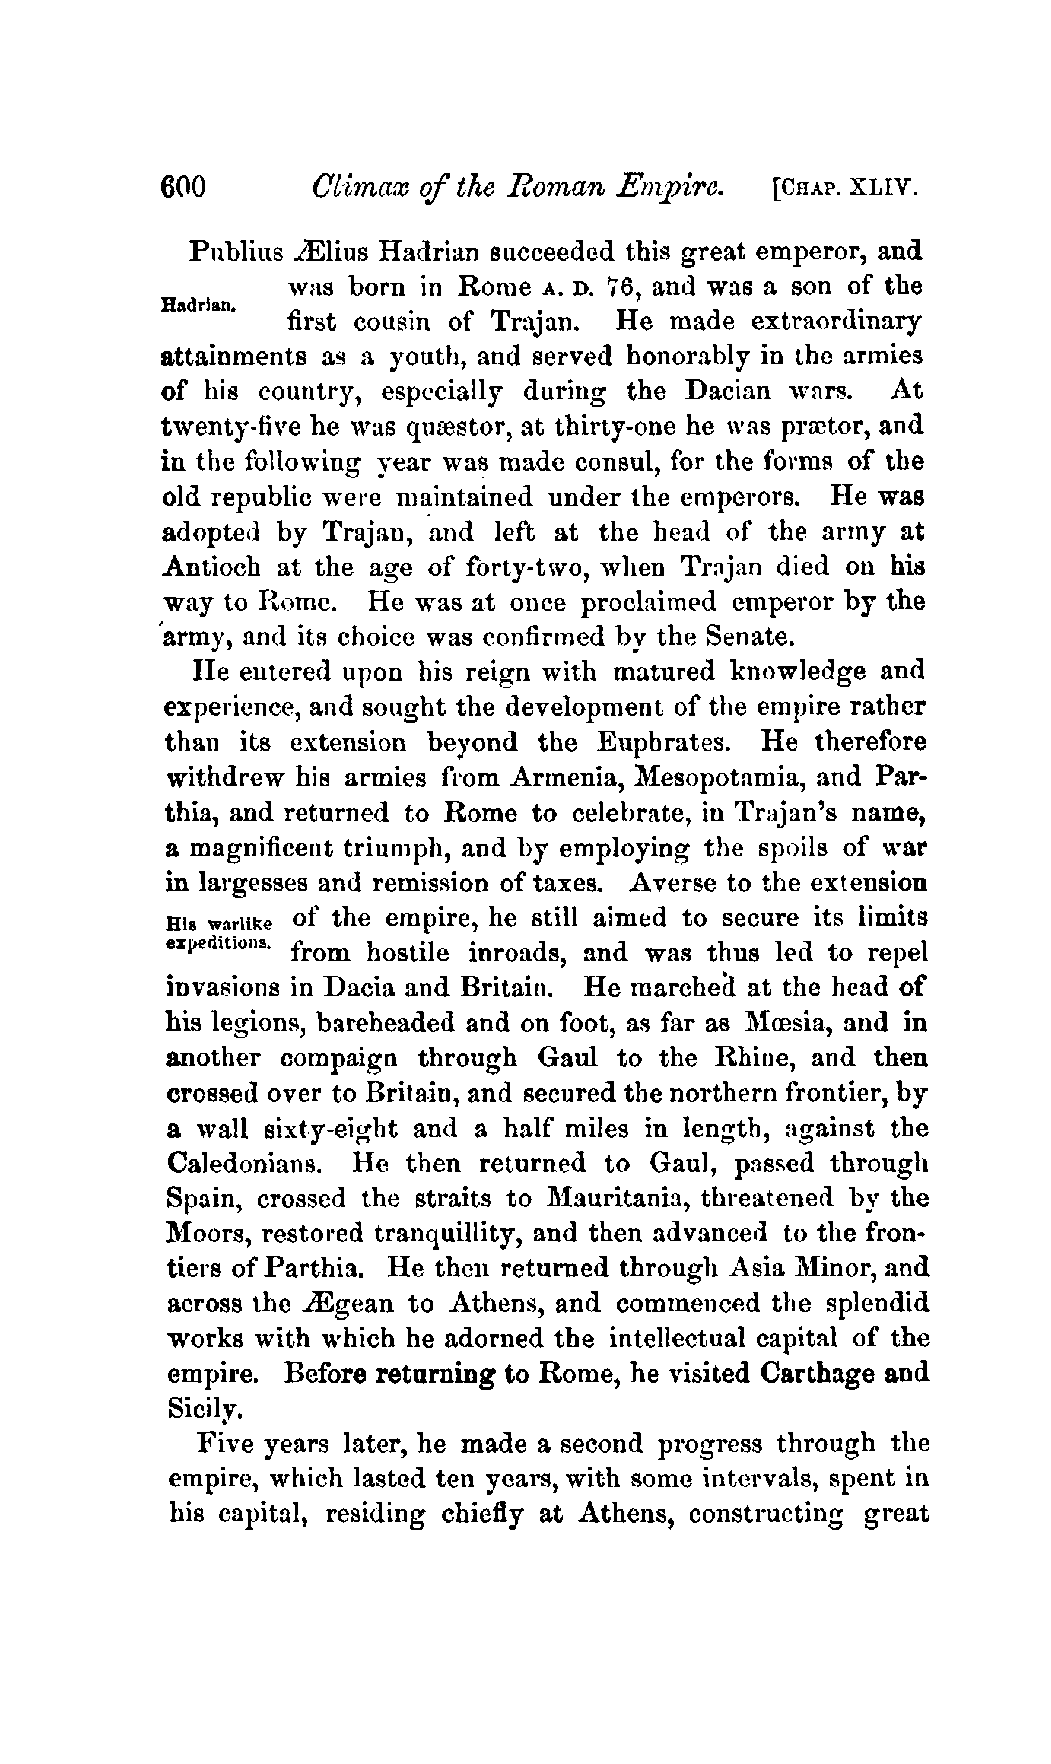 600 Climax of the Roman Empire. [CHAP. XLIV.
Publius Ælius Hadrian succeeded this great emperor, and
was born in Rome A. D. 76, and was a son of the
Hadrian.
first cousin of Trajan. He made extraordinary
attainments as a youth, and served honorably in the armies
of his country, especially during the Dacian wars. At
twenty-five he was quæstor, at thirty-one he was prætor, and
in the following year was made consul, for the forms of the
old republic were maintained under the emperors. He was
adopted by Trajan, and left at the head of the army at
Antioch at the age of forty-two, when Trajan died on his
way to Rome. He was at once proclaimed emperor by the
army, and its choice was confirmed by the Senate.
He entered upon his reign with matured knowledge and
experience, and sought the development of the empire rather
than its extension beyond the Euphrates. He therefore
withdrew his armies from Armenia, Mesopotamia, and Par-
thia, and returned to Rome to celebrate, in Trajan's name,
a magnificent triumph, and by employing the spoils of war
in largesses and remission of taxes. Averse to the extension
His warlike of the empire, he still aimed to secure its limits
expeditions. from hostile inroads, and was thus led to repel
invasions in Dacia and Britain. He marched at the head of
his legions, bareheaded and on foot, as far as Mœsia, and in
another compaign through Gaul to the Rhine, and then
crossed over to Britain, and secured the northern frontier, by
a wall sixty-eight and a half miles in length, against the
Caledonians. He then returned to Gaul, passed through
Spain, crossed the straits to Mauritania, threatened by the
Moors, restored tranquillity, and then advanced to the fron-
tiers of Parthia. He then returned through Asia Minor, and
across the Ægean to Athens, and commenced the splendid
works with which he adorned the intellectual capital of the
empire. Before returning to Rome, he visited Carthage and
Sicily.
Five years later, he made a second progress through the
empire, which lasted ten years, with some intervals, spent in
his capital, residing chiefly at Athens, constructing great